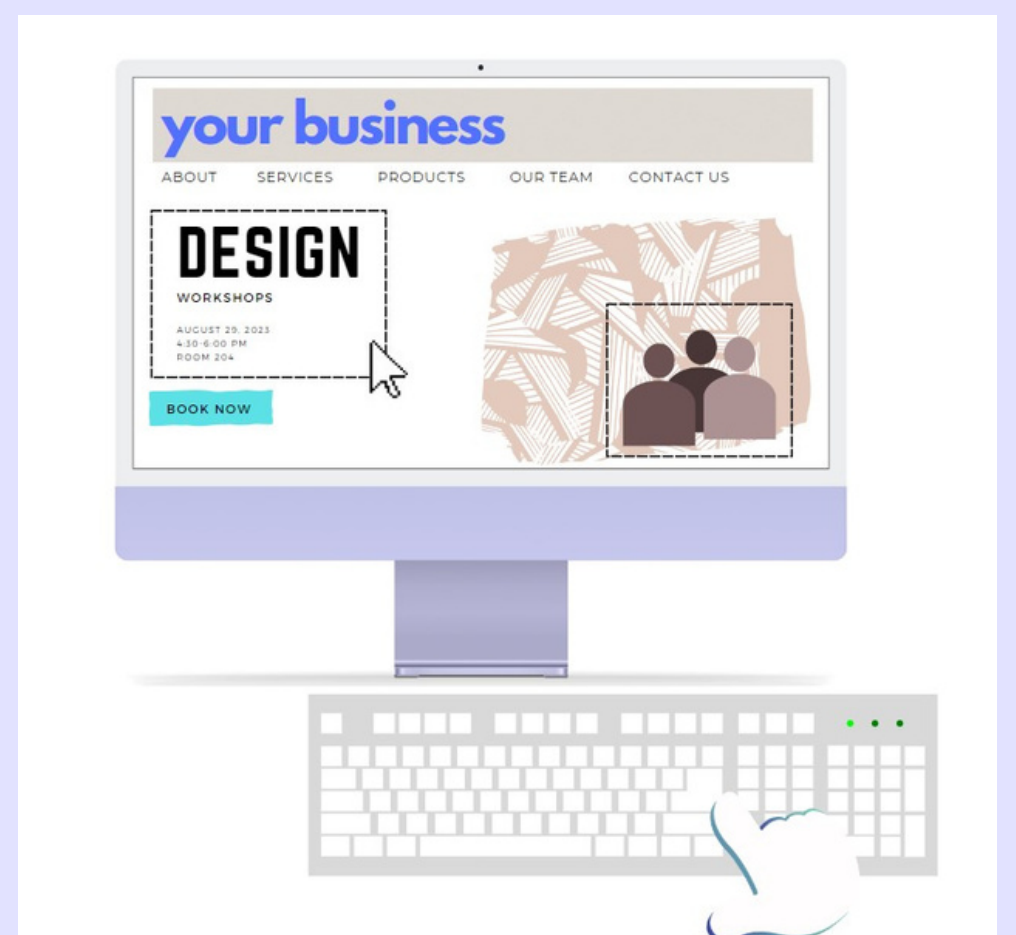 your business
ABOUT SERVICES PRODUCTS OUR TEAM CONTACT US
DESIGN
WORKSHOPS
AUGUST 29, 2023
4:30-6:00 PM
ROOM 204
BOOK NOW